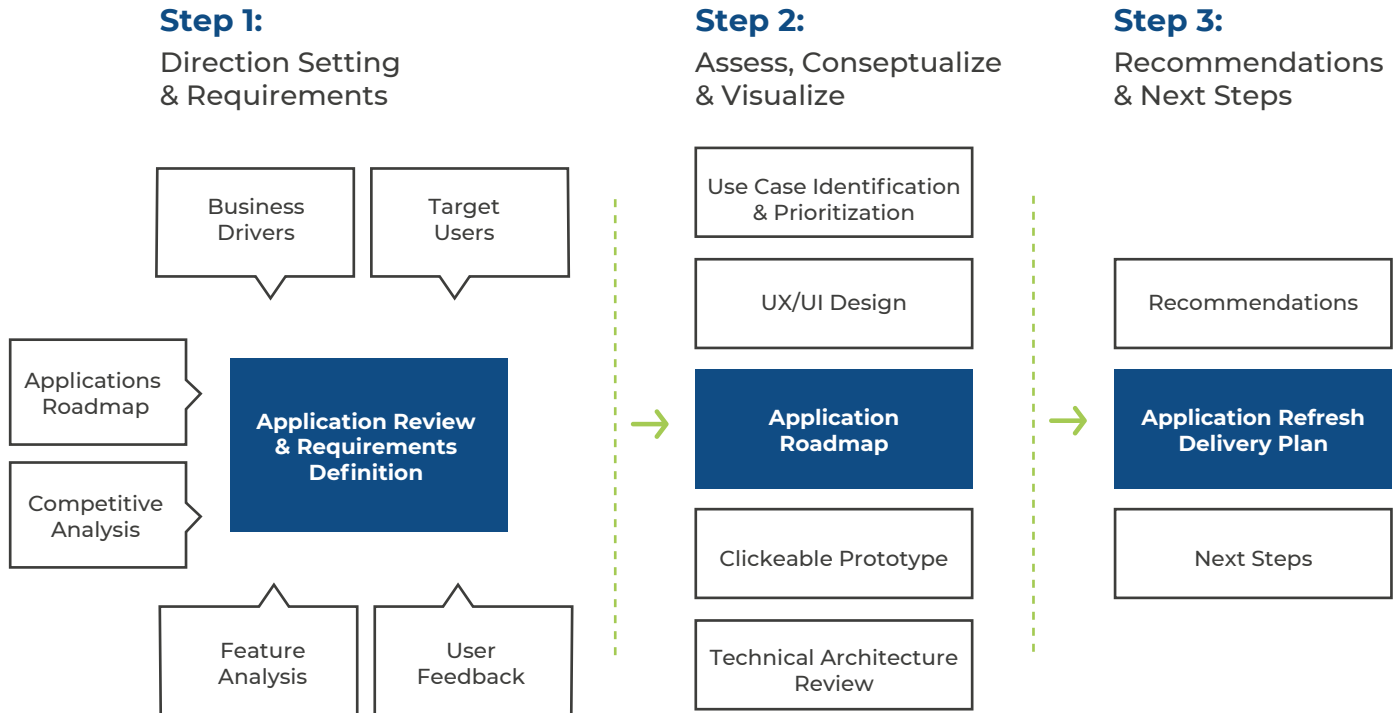 Step 1:
Direction Setting
& Requirements
Business
Drivers
Target
Users
Applications
Roadmap
Competitive
Analysis
Application Review
& Requirements
Definition
Feature
Analysis
User
Feedback
Step 2:
Assess, Conseptualize
& Visualize
Use Case Identification
& Prioritization
UX/UI Design
Application
Roadmap
Clickeable Prototype
Technical Architecture
Review
Step 3:
Recommendations
& Next Steps
Recommendations
Application Refresh
Delivery Plan
Next Steps